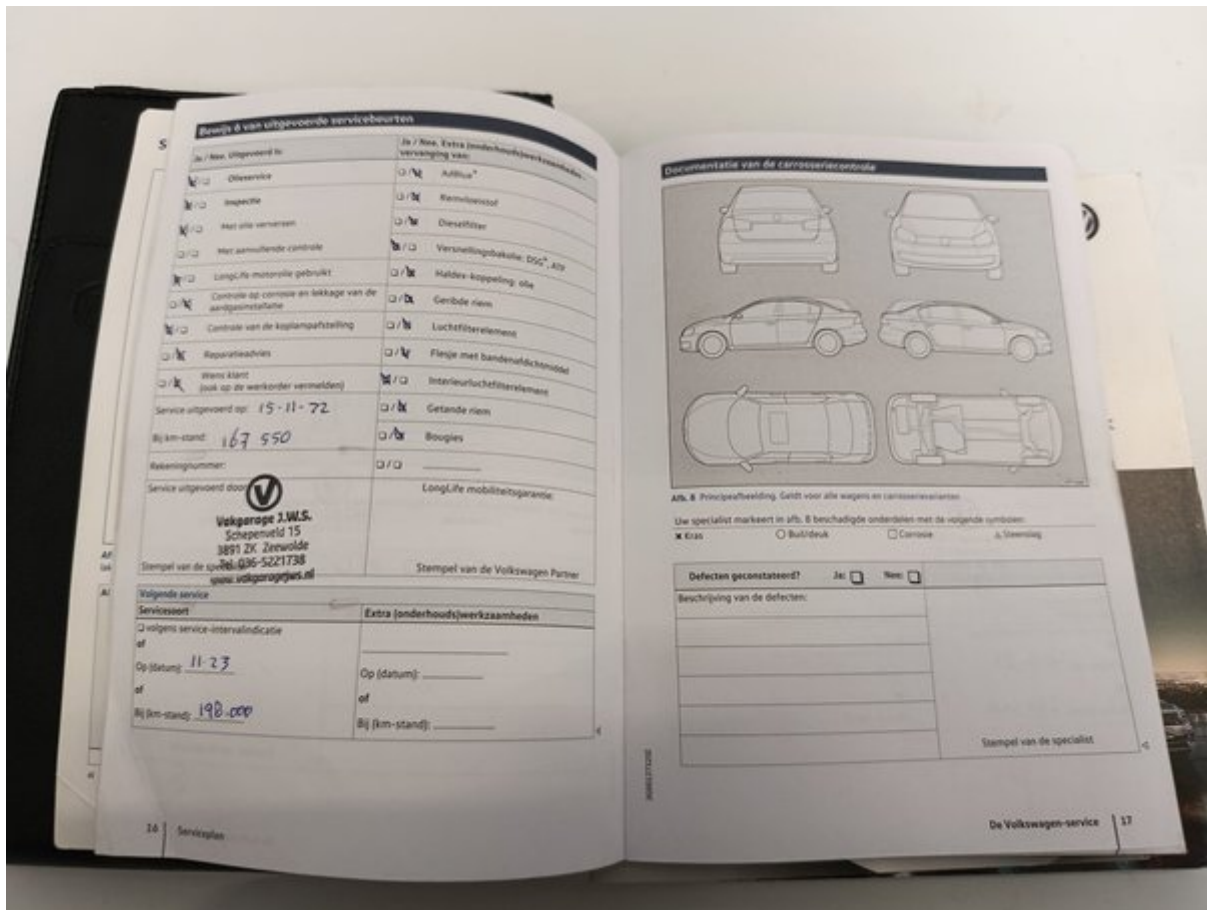 Bewijs 6 van uitgevoerde servicebeurten
Ja / Nee, Uitgevoerd is:
Olieservice
Inspectie
Met olie verversen
Met aanvullende controle
LongLife motorolie gebruikt
Controle op corrosie en lekkage van de
aardgasinstallatie
Controle van de koplampafstelling
Reparatieadvies
Wens klant
(ook op de werkorder vermelden)
Service uitgevoerd op: 15-11-72
Bij km-stand: 167 550
Rekeningnummer:
Service uitgevoerd door
Vakgarage J.W.S.
Schepenveld 15
3891 ZK Zeewolde
Tel. 036-5221738
www.vakgaragejws.nl
Stempel van de
Ja / Nee, Extra (onderhouds)werkzaamheden -
vervanging van:
AdBlue®
Remvloeistof
Dieselfilter
Versnellingsbakolie: DSG®, ATF
Haldex-koppeling: olie
Geribde riem
Luchtfilterelement
Flesje met bandenafdichtmiddel
Interieurluchtfilterelement
Getande riem
Bougies
LongLife mobiliteitsgarantie:
Stempel van de Volkswagen Partner
Volgende service
Servicesoort
volgens service-intervalindicatie
of
Op (datum): 11-23
of
Bij (km-stand): 198.000
Extra (onderhouds)werkzaamheden
Op (datum):
of
Bij (km-stand):
16 Serviceplan
Documentatie van de carrosseriecontrole
Afb. 8 Principeafbeelding. Geldt voor alle wagens en carrosserievarianten
Uw specialist markeert in afb. 8 beschadigde onderdelen met de volgende symbolen:
Kras Buil/deuk Corrosie Steenslag
Defecten geconstateerd? Ja: Nee:
Beschrijving van de defecten:
Stempel van de specialist
De Volkswagen-service 17